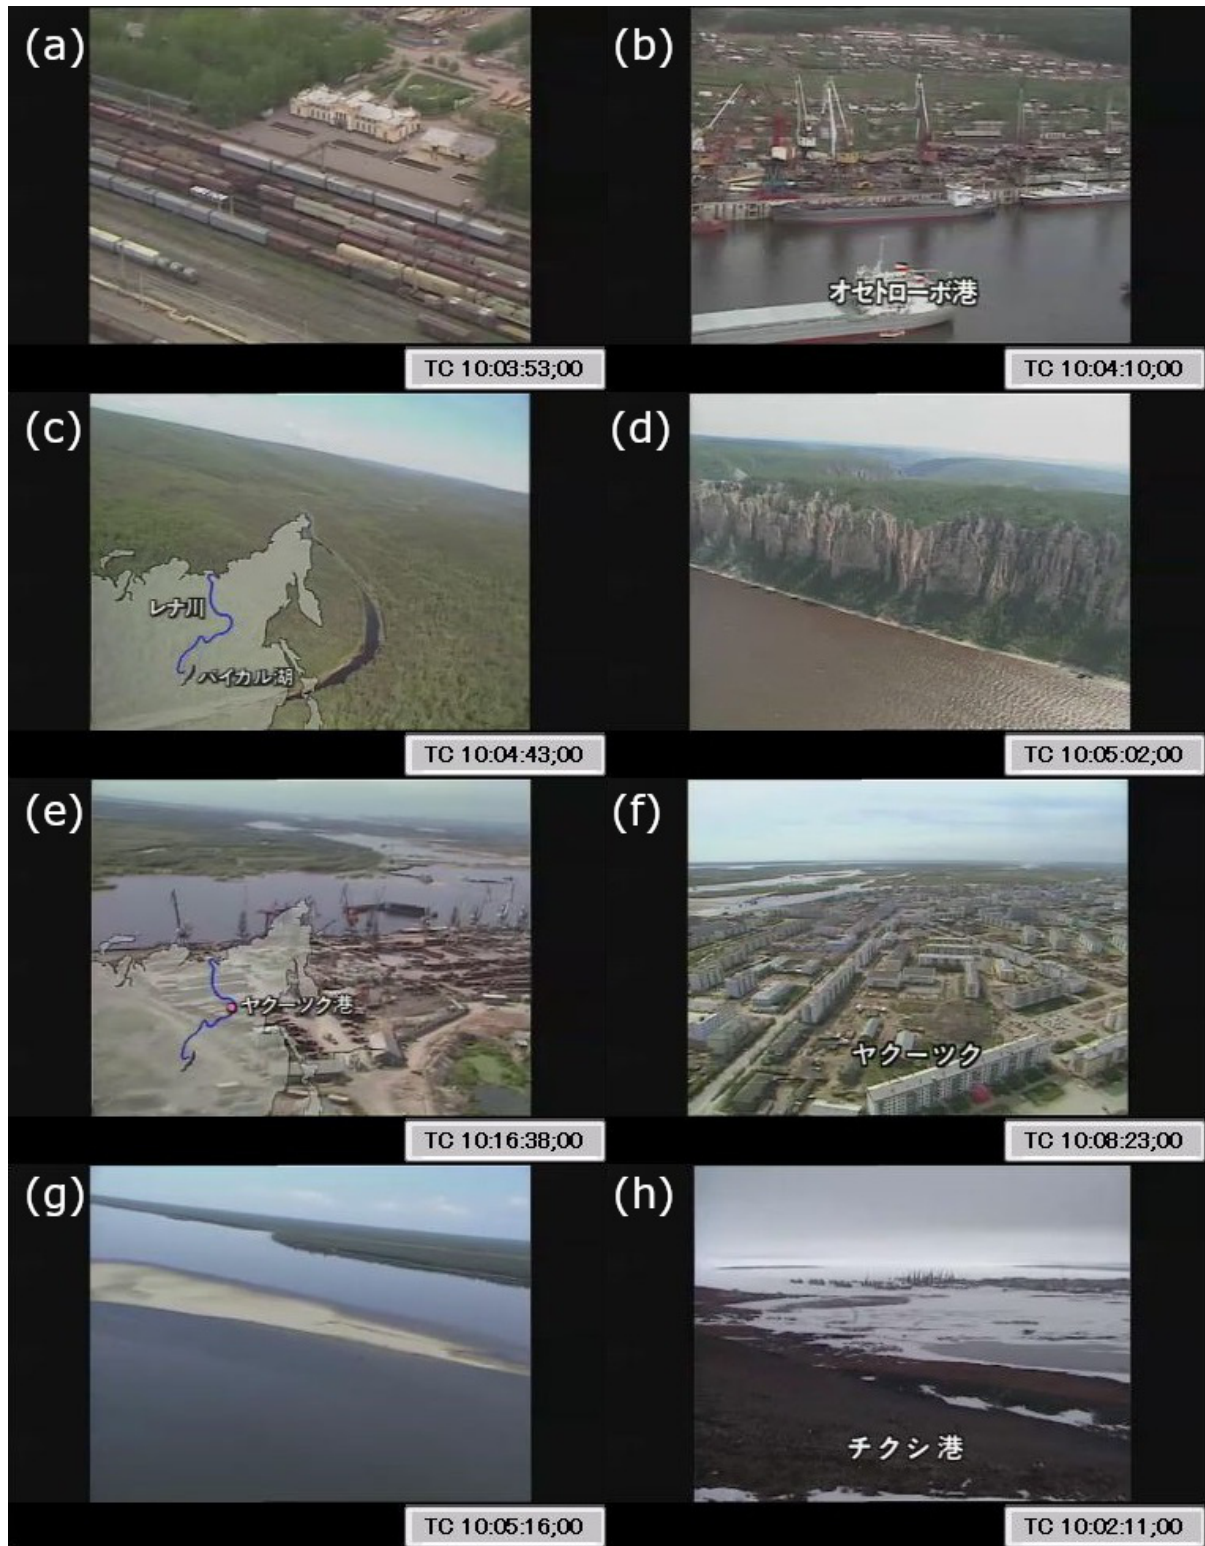 (a)
TC 10:03:53;00
(b)
オセトローボ港
TC 10:04:10;00
(c)
レナ川
バイカル湖
TC 10:04:43;00
(d)
TC 10:05:02;00
(e)
ヤクーツク港
TC 10:16:38;00
(f)
ヤクーツク
TC 10:08:23;00
(g)
TC 10:05:16;00
(h)
チクシ港
TC 10:02:11;00